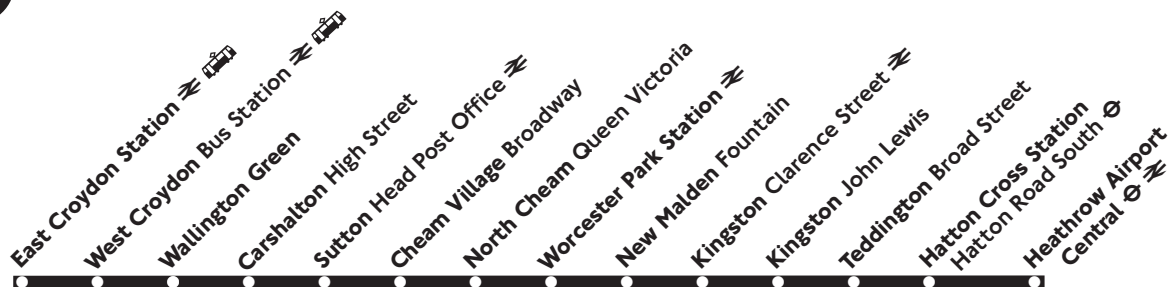 East Croydon Station
West Croydon Bus Station
Wallington Green
Carshalton High Street
Sutton Head Post Office
Cheam Village Broadway
North Cheam Queen Victoria
Worcester Park Station
New Malden Fountain
Kingston Clarence Street
Kingston John Lewis
Teddington Broad Street
Hatton Cross Station
Hatton Road South
Heathrow Airport
Central